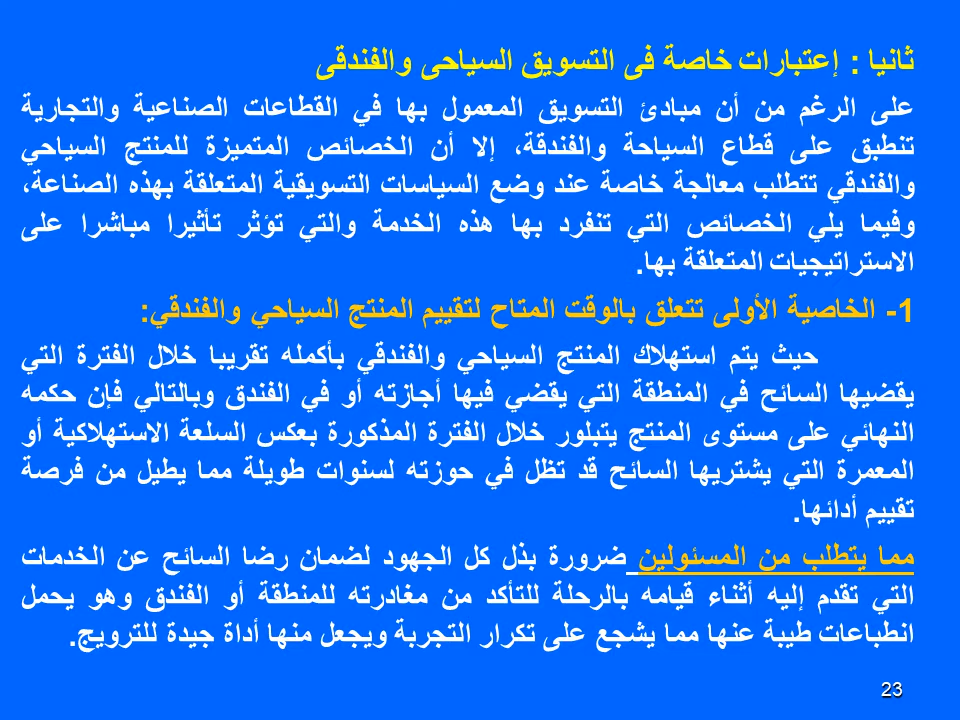 ثانيا : إعتبارات خاصة فى التسويق السياحى والفندقى
على الرغم من أن مبادئ التسويق المعمول بها في القطاعات الصناعية والتجارية
تنطبق على قطاع السياحة والفندقة، إلا أن الخصائص المتميزة للمنتج السياحي
والفندقي تتطلب معالجة خاصة عند وضع السياسات التسويقية المتعلقة بهذه الصناعة،
وفيما يلي الخصائص التي تنفرد بها هذه الخدمة والتي تؤثر تأثيرا مباشرا على
الاستراتيجيات المتعلقة بها.
1- الخاصية الأولى تتعلق بالوقت المتاح لتقييم المنتج السياحي والفندقي:
حيث يتم استهلاك المنتج السياحي والفندقي بأكمله تقريبا خلال الفترة التي
يقضيها السائح في المنطقة التي يقضي فيها أجازته أو في الفندق وبالتالي فإن حكمه
النهائي على مستوى المنتج يتبلور خلال الفترة المذكورة بعكس السلعة الاستهلاكية أو
المعمرة التي يشتريها السائح قد تظل في حوزته لسنوات طويلة مما يطيل من فرصة
تقييم أدائها.
مما يتطلب من المسئولين ضرورة بذل كل الجهود لضمان رضا السائح عن الخدمات
التي تقدم إليه أثناء قيامه بالرحلة للتأكد من مغادرته للمنطقة أو الفندق وهو يحمل
انطباعات طيبة عنها مما يشجع على تكرار التجربة ويجعل منها أداة جيدة للترويج.
23